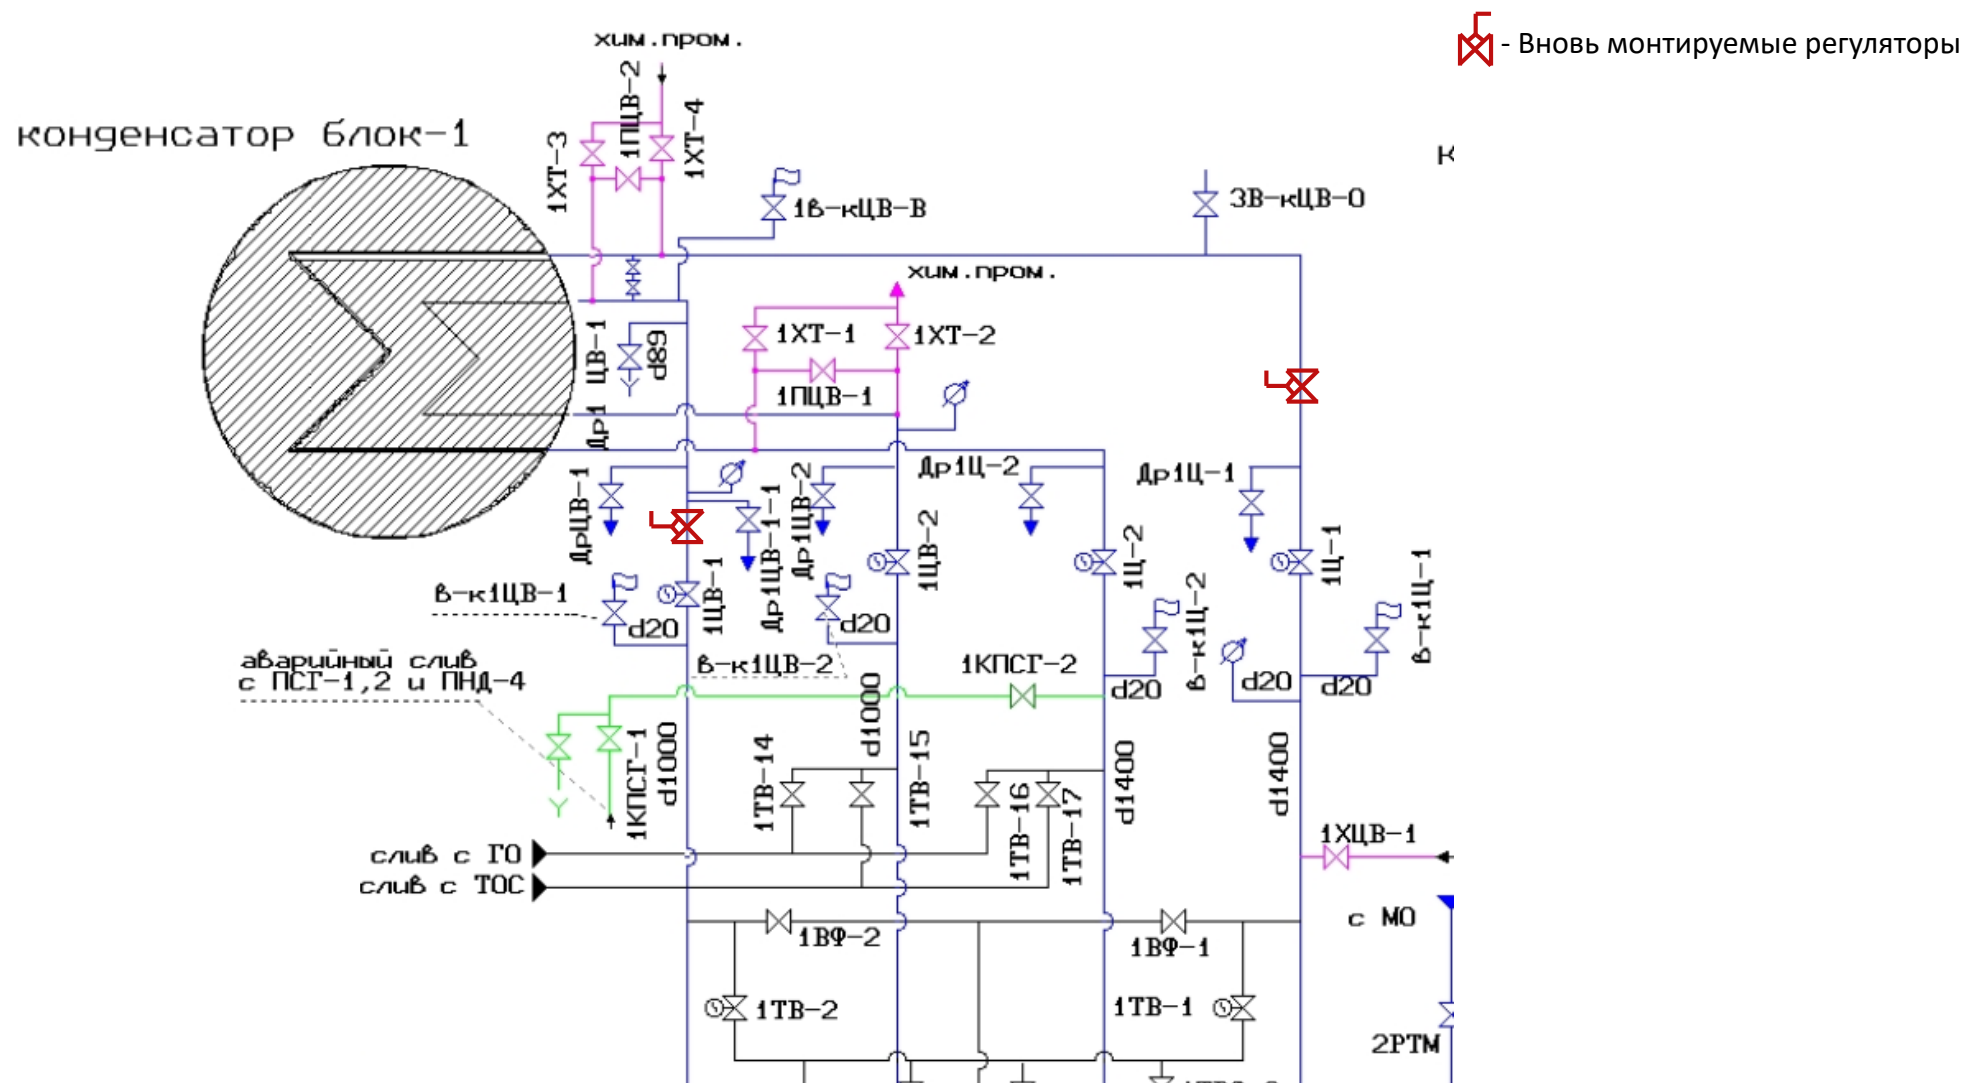 хим.пром.
- Вновь монтируемые регуляторы
конденсатор блок-1
1ХТ-3
1ПЦВ-2
1ХТ-4
1в-кЦВ-В
3В-кЦВ-О
хим.пром.
ЦВ-1
d89
1ХТ-1
1ХТ-2
1ПЦВ-1
Др1
ДрЦВ-1
Др1ЦВ-1-1
Др1ЦВ-2
Др1Ц-2
Др1Ц-1
1ЦВ-2
1Ц-2
1Ц-1
в-к1ЦВ-1
1ЦВ-1
d20
d20
в-к1Ц-2
в-к1Ц-1
аварийный слив
с ПСГ-1,2 и ПНД-4
в-к1ЦВ-2
1КПСГ-2
d20
d20
d20
1КПСГ-1
d1000
d1000
d1400
d1400
1ТВ-14
1ТВ-15
1ТВ-16
1ТВ-17
1ХЦВ-1
слив с ГО
слив с ТОС
с МО
1ВФ-2
1ВФ-1
1ТВ-2
1ТВ-1
2РТМ